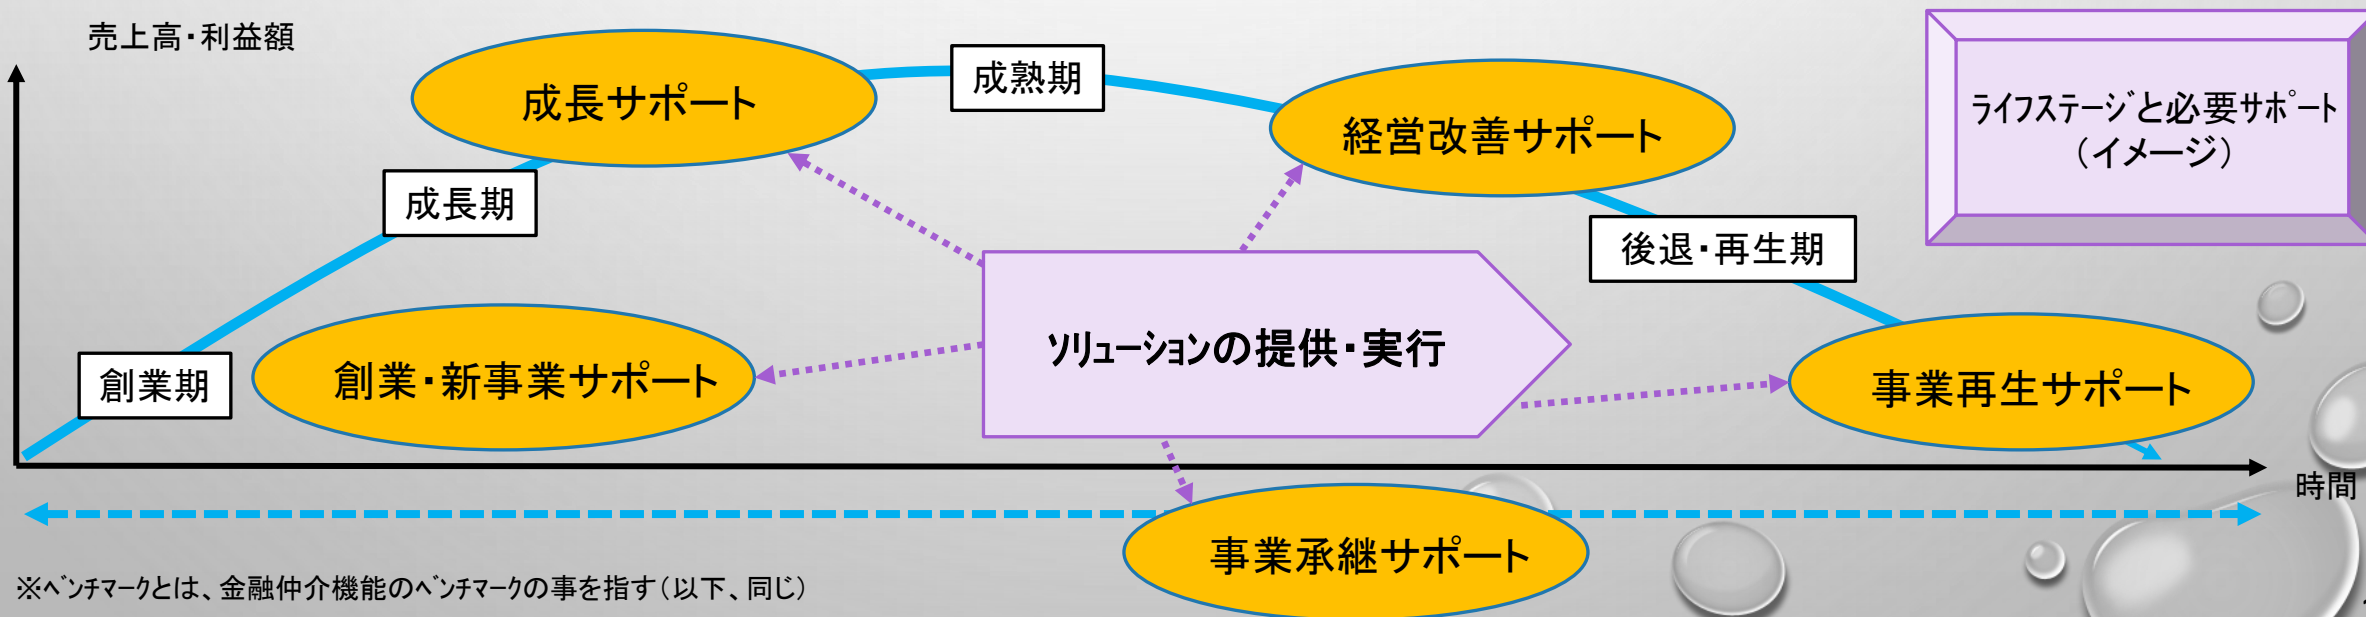 売上高・利益額
成長サポート
成熟期
経営改善サポート
ﾗｲﾌｽﾃｰｼﾞと必要ｻﾎﾟｰﾄ
（イメージ）
成長期
後退・再生期
ｿﾘｭｰｼｮﾝの提供・実行
創業期
創業・新事業サポート
事業再生サポート
時間
事業承継サポート
※ﾍﾞﾝﾁﾏｰｸとは、金融仲介機能のﾍﾞﾝﾁﾏｰｸの事を指す（以下、同じ）